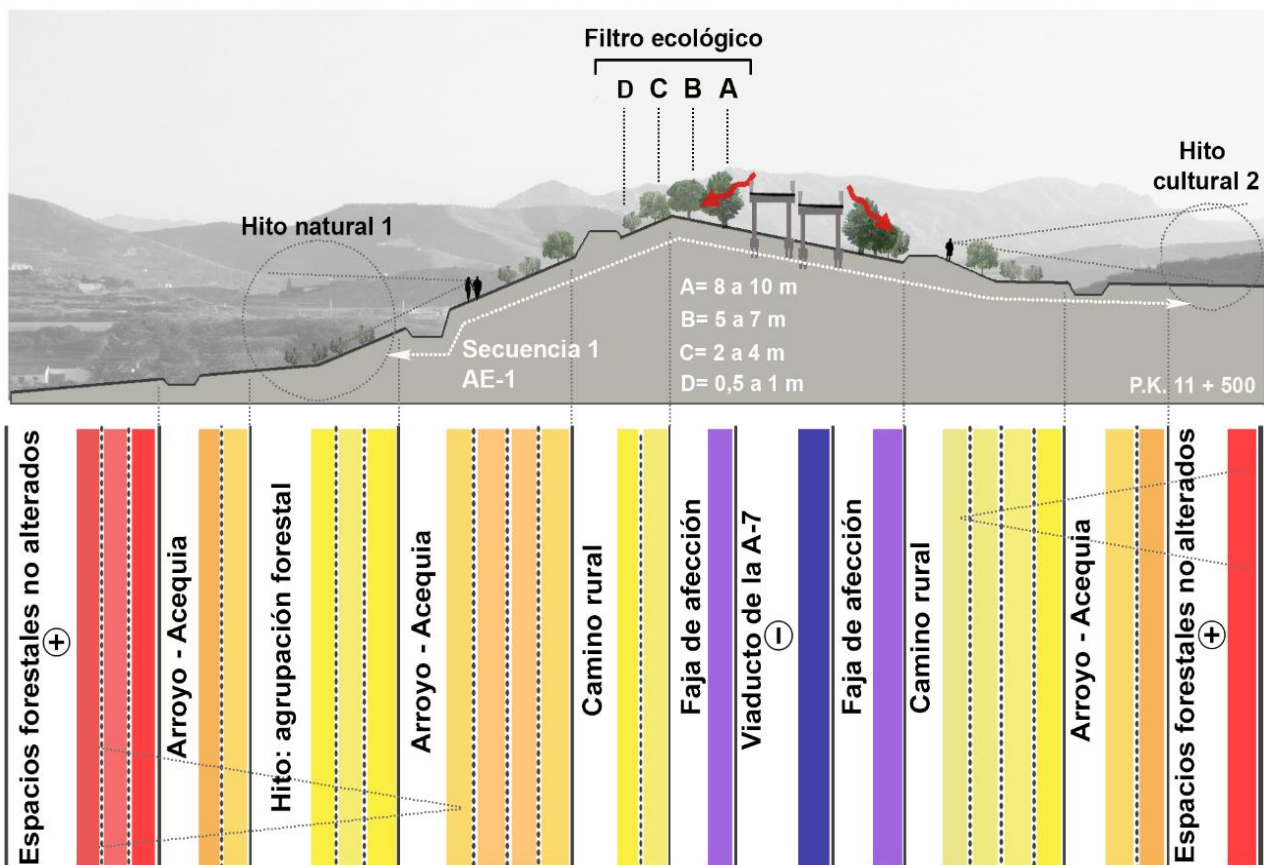 Filtro ecológico
D C B A
Hito natural 1
Hito
cultural 2
A= 8 a 10 m
B= 5 a 7 m
C= 2 a 4 m
D= 0,5 a 1 m
Secuencia 1
AE-1
P.K. 11 + 500
Espacios forestales no alterados
+
Arroyo - Acequia
Hito: agrupación forestal
Arroyo - Acequia
Camino rural
Faja de afección
Viaducto de la A-7
−
Faja de afección
Camino rural
Arroyo - Acequia
Espacios forestales no alterados
+